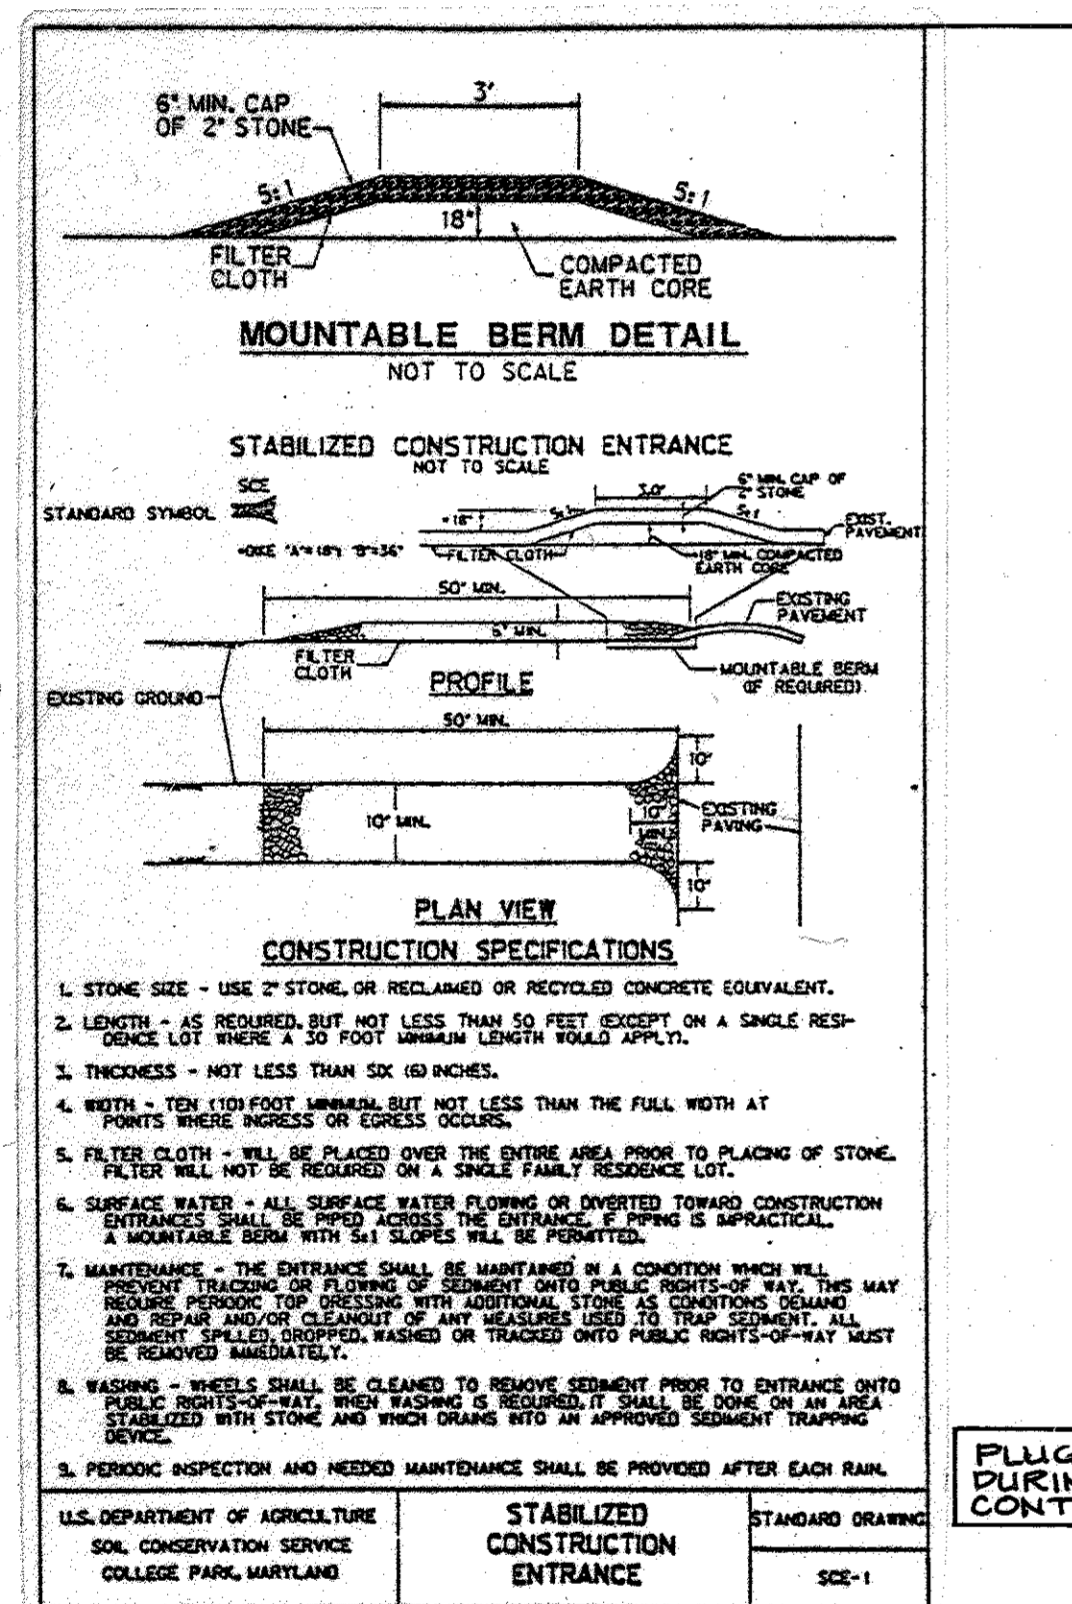 6" MIN. CAP
OF 2" STONE
3'
5:1
5:1
18"
FILTER
CLOTH
COMPACTED
EARTH CORE
MOUNTABLE BERM DETAIL
NOT TO SCALE
STABILIZED CONSTRUCTION ENTRANCE
NOT TO SCALE
SCE
STANDARD SYMBOL
3.0'
6" MIN. CAP OF
2" STONE
*18"
5:1
5:1
EXIST.
PAVEMENT
*DIKE "A"=18"; "B"=36"
FILTER CLOTH
18" MIN. COMPACTED
EARTH CORE
50' MIN.
EXISTING
PAVEMENT
6" MIN.
FILTER
CLOTH
PROFILE
MOUNTABLE BERM
(IF REQUIRED)
EXISTING GROUND
50' MIN.
10'
10' MIN.
10'
MIN.
EXISTING
PAVING
10'
PLAN VIEW
CONSTRUCTION SPECIFICATIONS
1. STONE SIZE - USE 2" STONE, OR RECLAIMED OR RECYCLED CONCRETE EQUIVALENT.
2. LENGTH - AS REQUIRED, BUT NOT LESS THAN 50 FEET (EXCEPT ON A SINGLE RESI-
DENCE LOT WHERE A 30 FOOT MINIMUM LENGTH WOULD APPLY).
3. THICKNESS - NOT LESS THAN SIX (6) INCHES.
4. WIDTH - TEN (10) FOOT MINIMUM, BUT NOT LESS THAN THE FULL WIDTH AT
POINTS WHERE INGRESS OR EGRESS OCCURS.
5. FILTER CLOTH - WILL BE PLACED OVER THE ENTIRE AREA PRIOR TO PLACING OF STONE.
FILTER WILL NOT BE REQUIRED ON A SINGLE FAMILY RESIDENCE LOT.
6. SURFACE WATER - ALL SURFACE WATER FLOWING OR DIVERTED TOWARD CONSTRUCTION
ENTRANCES SHALL BE PIPED ACROSS THE ENTRANCE. IF PIPING IS IMPRACTICAL,
A MOUNTABLE BERM WITH 5:1 SLOPES WILL BE PERMITTED.
7. MAINTENANCE - THE ENTRANCE SHALL BE MAINTAINED IN A CONDITION WHICH WILL
PREVENT TRACKING OR FLOWING OF SEDIMENT ONTO PUBLIC RIGHTS-OF WAY. THIS MAY
REQUIRE PERIODIC TOP DRESSING WITH ADDITIONAL STONE AS CONDITIONS DEMAND
AND REPAIR AND/OR CLEANOUT OF ANY MEASURES USED TO TRAP SEDIMENT. ALL
SEDIMENT SPILLED, DROPPED, WASHED OR TRACKED ONTO PUBLIC RIGHTS-OF-WAY MUST
BE REMOVED IMMEDIATELY.
8. WASHING - WHEELS SHALL BE CLEANED TO REMOVE SEDIMENT PRIOR TO ENTRANCE ONTO
PUBLIC RIGHTS-OF-WAY. WHEN WASHING IS REQUIRED, IT SHALL BE DONE ON AN AREA
STABILIZED WITH STONE AND WHICH DRAINS INTO AN APPROVED SEDIMENT TRAPPING
DEVICE.
9. PERIODIC INSPECTION AND NEEDED MAINTENANCE SHALL BE PROVIDED AFTER EACH RAIN.
U.S. DEPARTMENT OF AGRICULTURE
SOIL CONSERVATION SERVICE
COLLEGE PARK, MARYLAND
STABILIZED
CONSTRUCTION
ENTRANCE
STANDARD DRAWING
SCE-1
PLUG
DURIN
CONT